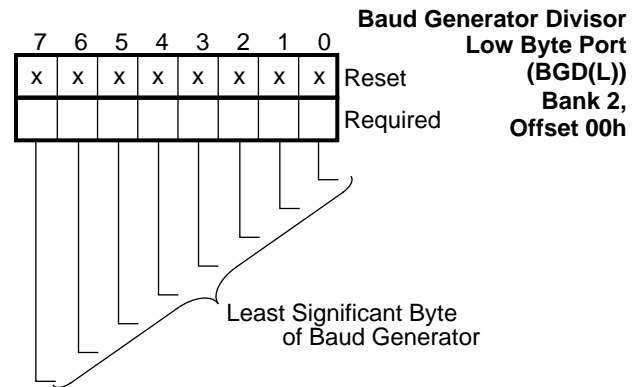 Baud Generator Divisor
Low Byte Port
(BGD(L))
Bank 2,
Offset 00h
7 6 5 4 3 2 1 0
x x x x x x x x Reset
Required
Least Significant Byte
of Baud Generator